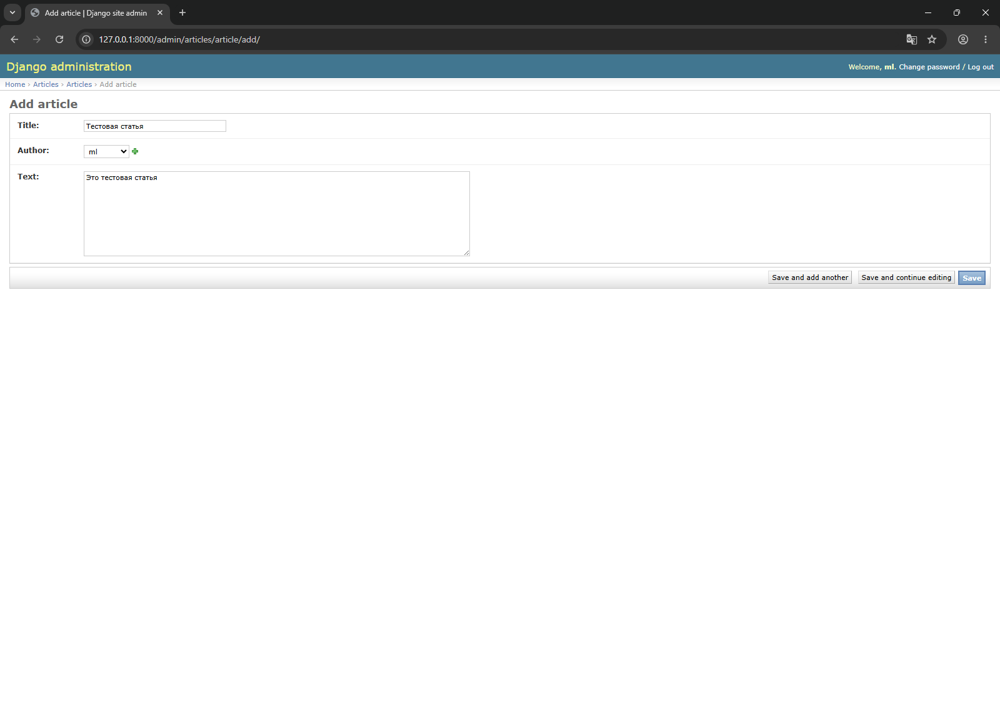 Add article | Django site admin
127.0.0.1:8000/admin/articles/article/add/
Django administration
Welcome, ml. Change password / Log out
Home › Articles › Articles › Add article
Add article
Title: Тестовая статья
Author: ml
Text: Это тестовая статья
Save and add another Save and continue editing Save